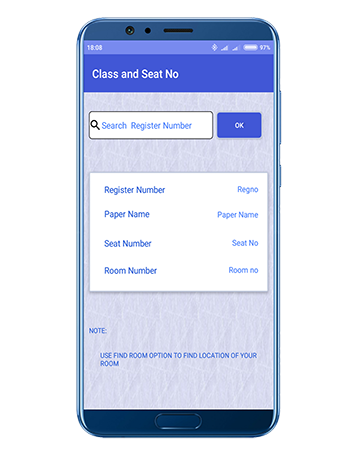 18:08 97%
Class and Seat No
Search Register Number OK
Register Number Regno
Paper Name Paper Name
Seat Number Seat No
Room Number Room no
NOTE:
USE FIND ROOM OPTION TO FIND LOCATION OF YOUR
ROOM